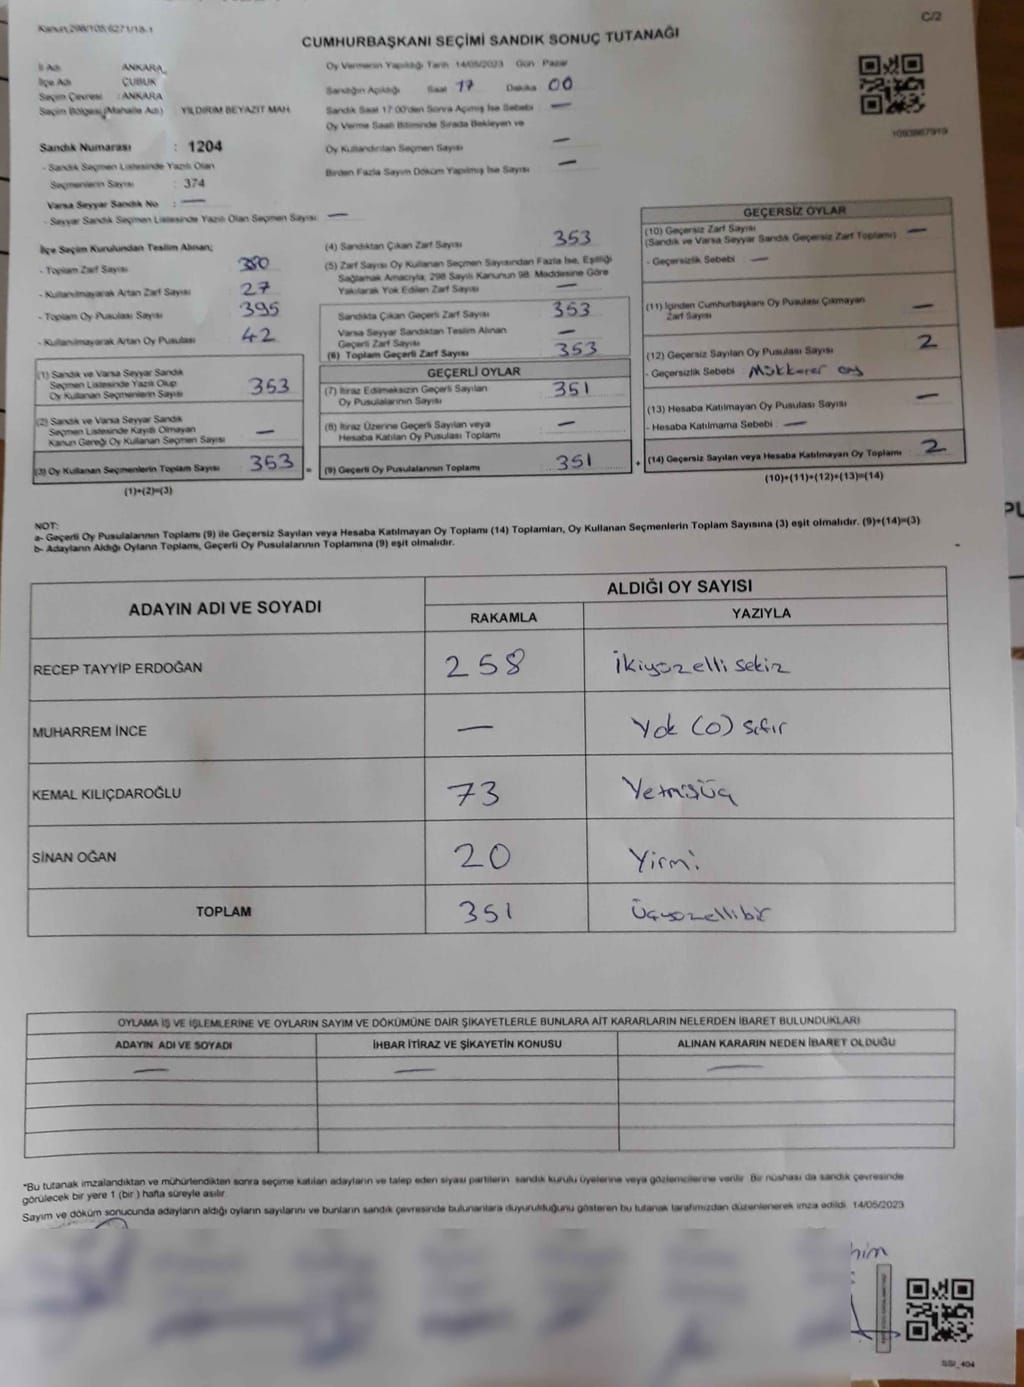 Kanun:298/105,6271/18-1
C/2
CUMHURBAŞKANI SEÇİMİ SANDIK SONUÇ TUTANAĞI
İl Adı ANKARA
İlçe Adı ÇUBUK
Seçim Çevresi : ANKARA
Seçim Bölgesi(Mahalle Adı) YILDIRIM BEYAZIT MAH.
Sandık Numarası : 1204
- Sandık Seçmen Listesinde Yazılı Olan
Seçmenlerin Sayısı : 374
Varsa Seyyar Sandık No : —
- Seyyar Sandık Seçmen Listesinde Yazılı Olan Seçmen Sayısı: —
Oy Vermenin Yapıldığı Tarih 14/05/2023 Gün Pazar
Sandığın Açıldığı Saat 17 Dakika 00
Sandık Saat 17:00'den Sonra Açılmış İse Sebebi —
Oy Verme Saati Bitiminde Sırada Bekleyen ve
Oy Kullandırılan Seçmen Sayısı —
Birden Fazla Sayım Döküm Yapılmış İse Sayısı —
1093867919
İlçe Seçim Kurulundan Teslim Alınan;
- Toplam Zarf Sayısı 380
- Kullanılmayarak Artan Zarf Sayısı 27
- Toplam Oy Pusulası Sayısı 395
- Kullanılmayarak Artan Oy Pusulası 42
(1) Sandık ve Varsa Seyyar Sandık
Seçmen Listesinde Yazılı Olup
Oy Kullanan Seçmenlerin Sayısı 353
(2) Sandık ve Varsa Seyyar Sandık
Seçmen Listesinde Kayıtlı Olmayan
Kanun Gereği Oy Kullanan Seçmen Sayısı —
(3) Oy Kullanan Seçmenlerin Toplam Sayısı 353 =
(1)+(2)=(3)
(4) Sandıktan Çıkan Zarf Sayısı 353
(5) Zarf Sayısı Oy Kullanan Seçmen Sayısından Fazla İse, Eşitliği
Sağlamak Amacıyla, 298 Sayılı Kanunun 98. Maddesine Göre
Yakılarak Yok Edilen Zarf Sayısı —
Sandıkta Çıkan Geçerli Zarf Sayısı 353
Varsa Seyyar Sandıktan Teslim Alınan
Geçerli Zarf Sayısı —
(6) Toplam Geçerli Zarf Sayısı 353
GEÇERLİ OYLAR
(7) İtiraz Edilmeksizin Geçerli Sayılan
Oy Pusulalarının Sayısı 351
(8) İtiraz Üzerine Geçerli Sayılan veya
Hesaba Katılan Oy Pusulası Toplamı —
(9) Geçerli Oy Pusulalarının Toplamı 351 +
GEÇERSİZ OYLAR
(10) Geçersiz Zarf Sayısı
(Sandık ve Varsa Seyyar Sandık Geçersiz Zarf Toplamı) —
- Geçersizlik Sebebi —
(11) İçinden Cumhurbaşkanı Oy Pusulası Çıkmayan
Zarf Sayısı —
(12) Geçersiz Sayılan Oy Pusulası Sayısı 2
- Geçersizlik Sebebi Mükkerer oy
(13) Hesaba Katılmayan Oy Pusulası Sayısı —
- Hesaba Katılmama Sebebi : —
(14) Geçersiz Sayılan veya Hesaba Katılmayan Oy Toplamı 2
(10)+(11)+(12)+(13)=(14)
NOT:
a- Geçerli Oy Pusulalarının Toplamı (9) ile Geçersiz Sayılan veya Hesaba Katılmayan Oy Toplamı (14) Toplamları, Oy Kullanan Seçmenlerin Toplam Sayısına (3) eşit olmalıdır. (9)+(14)=(3)
b- Adayların Aldığı Oyların Toplamı, Geçerli Oy Pusulalarının Toplamına (9) eşit olmalıdır.
ADAYIN ADI VE SOYADI
ALDIĞI OY SAYISI
RAKAMLA YAZIYLA
RECEP TAYYİP ERDOĞAN 258 İkiyüzelli sekiz
MUHARREM İNCE — Yok (0) sıfır
KEMAL KILIÇDAROĞLU 73 Yetmişüç
SİNAN OĞAN 20 Yirmi
TOPLAM 351 Üçyüzellibir
OYLAMA İŞ VE İŞLEMLERİNE VE OYLARIN SAYIM VE DÖKÜMÜNE DAİR ŞİKAYETLERLE BUNLARA AİT KARARLARIN NELERDEN İBARET BULUNDUKLARI
ADAYIN ADI VE SOYADI İHBAR İTİRAZ VE ŞİKAYETİN KONUSU ALINAN KARARIN NEDEN İBARET OLDUĞU
— — —
*Bu tutanak imzalandıktan ve mühürlendikten sonra seçime katılan adayların ve talep eden siyasi partilerin sandık kurulu üyelerine veya gözlemcilerine verilir. Bir nüshası da sandık çevresinde
görülecek bir yere 1 (bir ) hafta süreyle asılır.
Sayım ve döküm sonucunda adayların aldığı oyların sayılarını ve bunların sandık çevresinde bulunanlara duyurulduğunu gösteren bu tutanak tarafımızdan düzenlenerek imza edildi. 14/05/2023
SSI_404